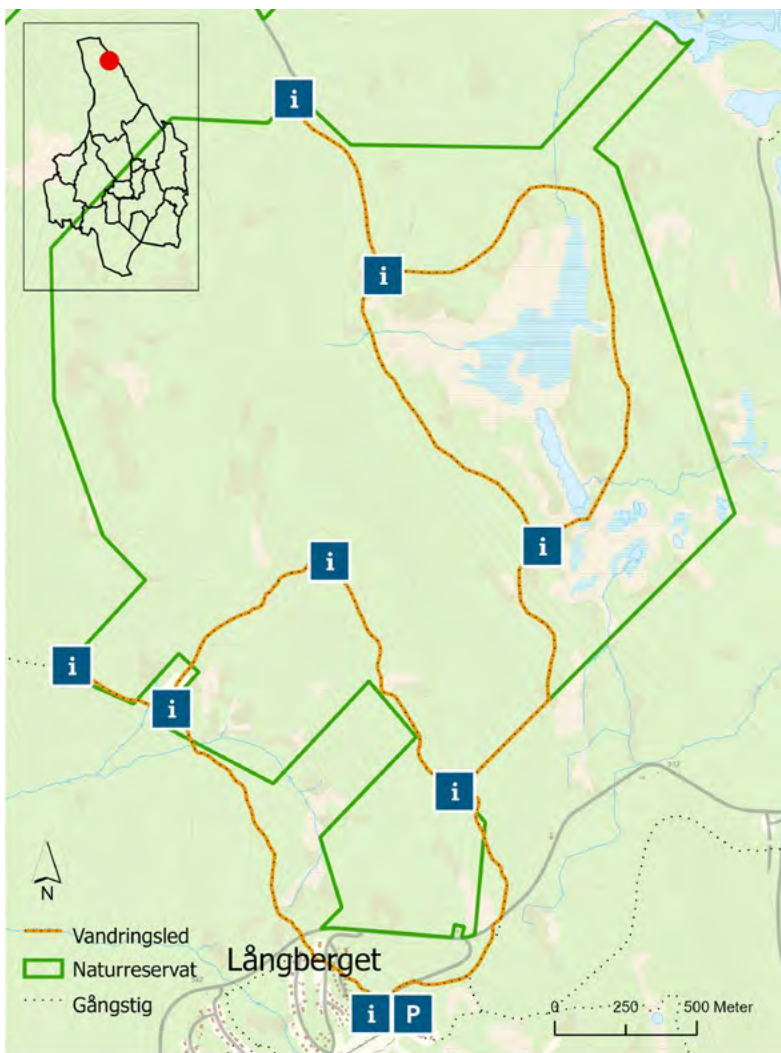 i
i
i
i
i
i
i
N
Vandringsled
Naturreservat
Gångstig
Långberget
i P
0 250 500 Meter